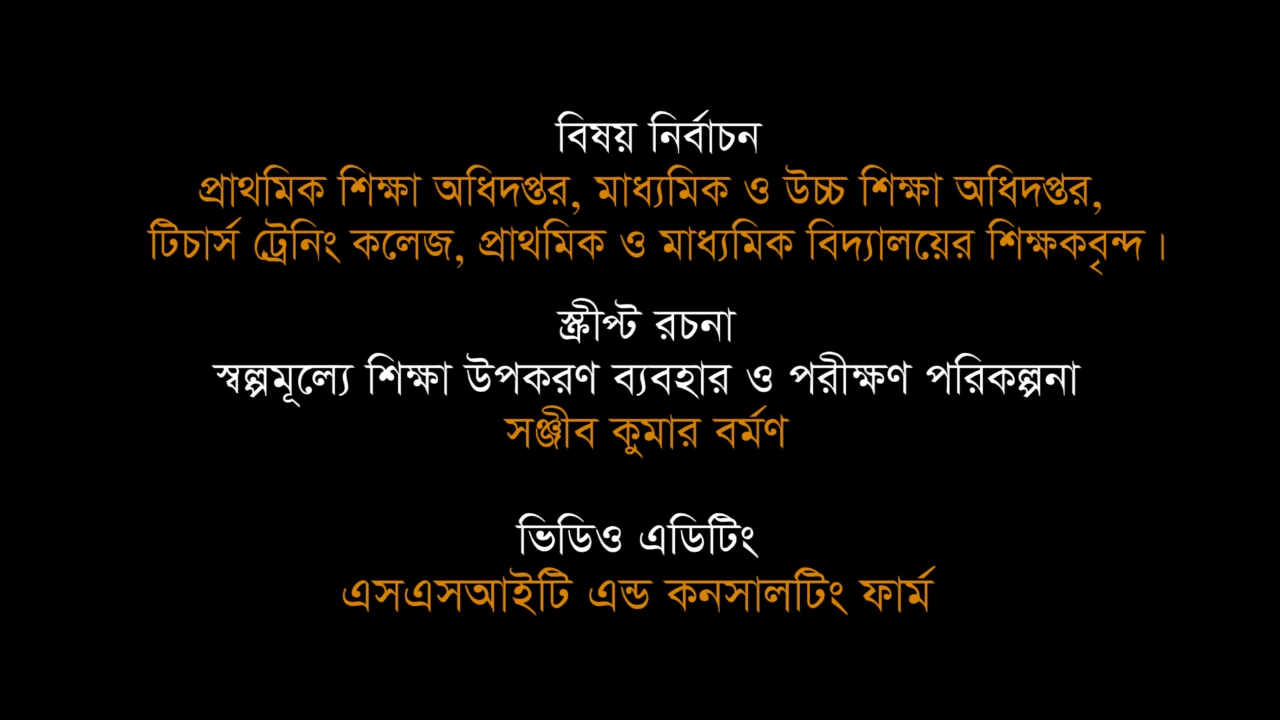 বিষয় নির্বাচন
প্রাথমিক শিক্ষা অধিদপ্তর, মাধ্যমিক ও উচ্চ শিক্ষা অধিদপ্তর,
টিচার্স ট্রেনিং কলেজ, প্রাথমিক ও মাধ্যমিক বিদ্যালয়ের শিক্ষকবৃন্দ।
স্ক্রীপ্ট রচনা
স্বল্পমূল্যে শিক্ষা উপকরণ ব্যবহার ও পরীক্ষণ পরিকল্পনা
সঞ্জীব কুমার বর্মণ
ভিডিও এডিটিং
এসএসআইটি এন্ড কনসালটিং ফার্ম